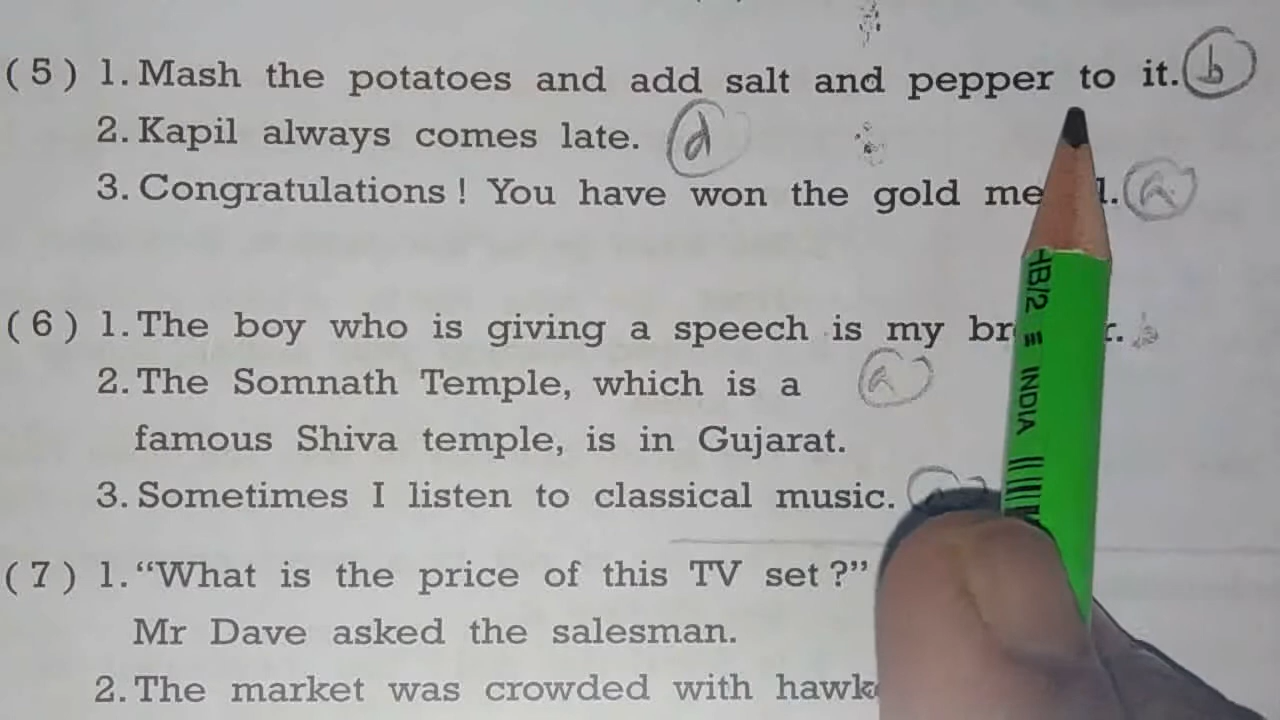 (5) 1. Mash the potatoes and add salt and pepper to it. b
2. Kapil always comes late. d
3. Congratulations! You have won the gold a
(6) 1. The boy who is giving a speech is my
2. The Somnath Temple, which is a a
famous Shiva temple, is in Gujarat.
3. Sometimes I listen to classical music.
(7) 1. “What is the price of this TV set?”
Mr Dave asked the salesman.
2. The market was crowded with
HB/2 INDIA